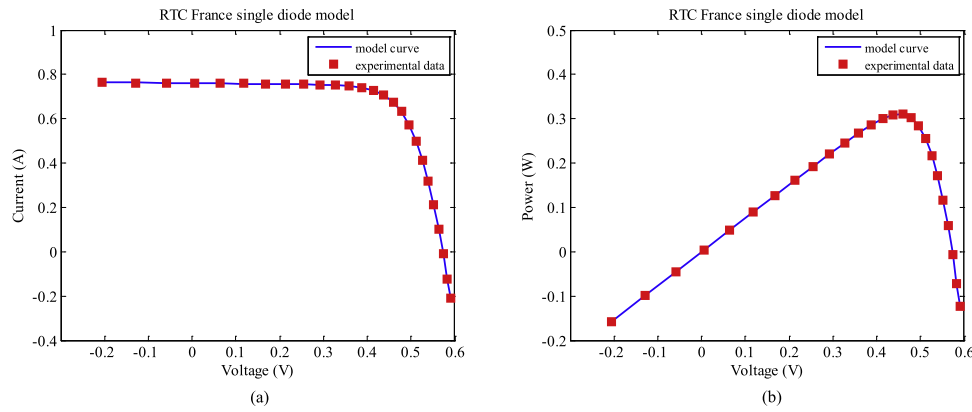 RTC France single diode model
1
0.8
0.6
0.4
0.2
0
-0.2
-0.4
-0.2
-0.1
0
0.1
0.2
0.3
0.4
0.5
0.6
Current (A)
Voltage (V)
model curve
experimental data
(a)
RTC France single diode model
0.5
0.4
0.3
0.2
0.1
0
-0.1
-0.2
-0.2
-0.1
0
0.1
0.2
0.3
0.4
0.5
0.6
Power (W)
Voltage (V)
model curve
experimental data
(b)